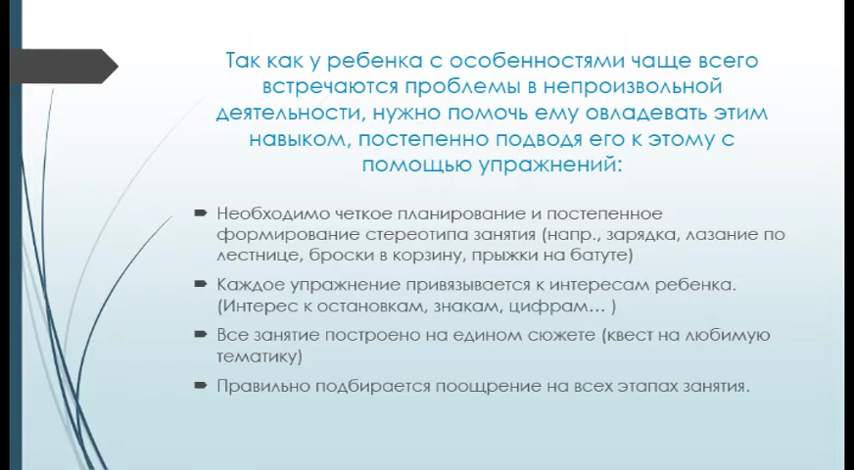 Так как у ребенка с особенностями чаще всего
встречаются проблемы в непроизвольной
деятельности, нужно помочь ему овладевать этим
навыком, постепенно подводя его к этому с
помощью упражнений:
Необходимо четкое планирование и постепенное
формирование стереотипа занятия (напр., зарядка, лазание по
лестнице, броски в корзину, прыжки на батуте)
Каждое упражнение привязывается к интересам ребенка.
(Интерес к остановкам, знакам, цифрам... )
Все занятие построено на едином сюжете (квест на любимую
тематику)
Правильно подбирается поощрение на всех этапах занятия.